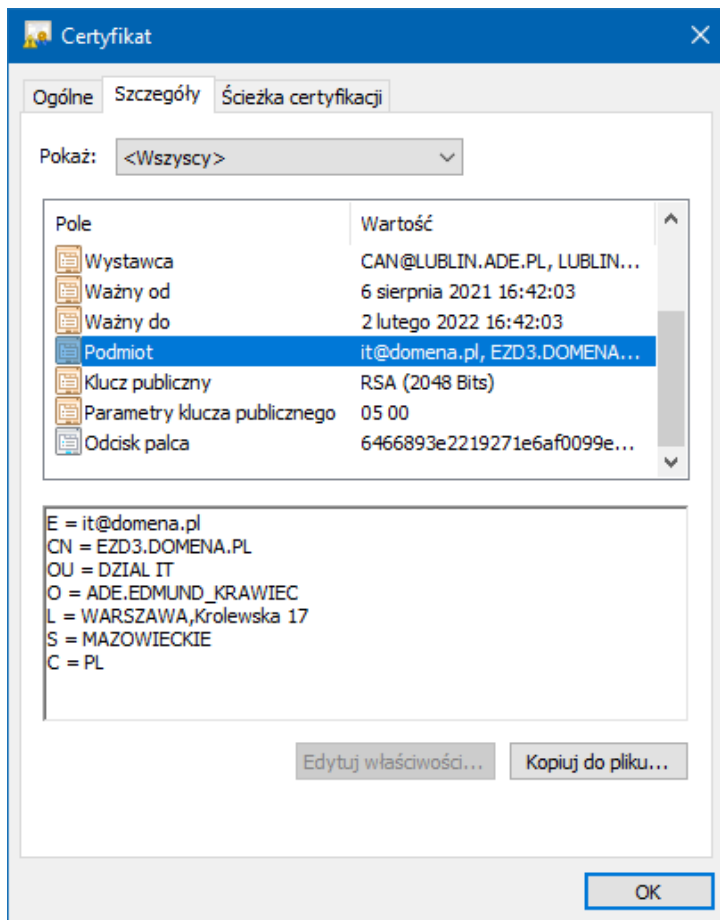 Certyfikat
Ogólne Szczegóły Ścieżka certyfikacji
Pokaż: <Wszyscy>
Pole Wartość
Wystawca CAN@LUBLIN.ADE.PL, LUBLIN...
Ważny od 6 sierpnia 2021 16:42:03
Ważny do 2 lutego 2022 16:42:03
Podmiot it@domena.pl, EZD3.DOMENA...
Klucz publiczny RSA (2048 Bits)
Parametry klucza publicznego 05 00
Odcisk palca 6466893e2219271e6af0099e...
E = it@domena.pl
CN = EZD3.DOMENA.PL
OU = DZIAL IT
O = ADE.EDMUND_KRAWIEC
L = WARSZAWA,Krolewska 17
S = MAZOWIECKIE
C = PL
Edytuj właściwości... Kopiuj do pliku...
OK